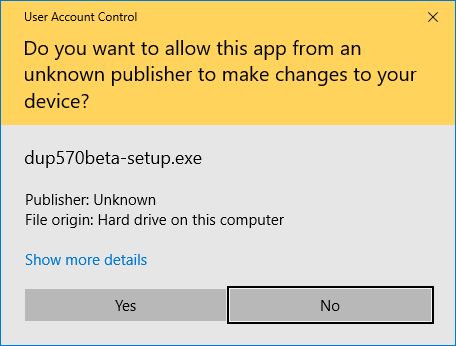 User Account Control
Do you want to allow this app from an
unknown publisher to make changes to your
device?
dup570beta-setup.exe
Publisher: Unknown
File origin: Hard drive on this computer
Show more details
Yes
No